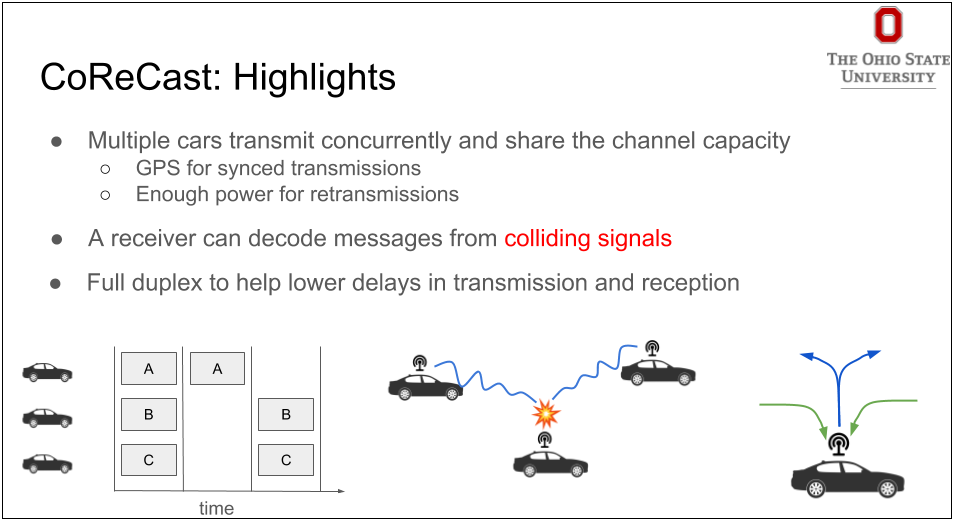 THE OHIO STATE
UNIVERSITY
CoReCast: Highlights
● Multiple cars transmit concurrently and share the channel capacity
○ GPS for synced transmissions
○ Enough power for retransmissions
● A receiver can decode messages from colliding signals
● Full duplex to help lower delays in transmission and reception
A A
B B
C C
time